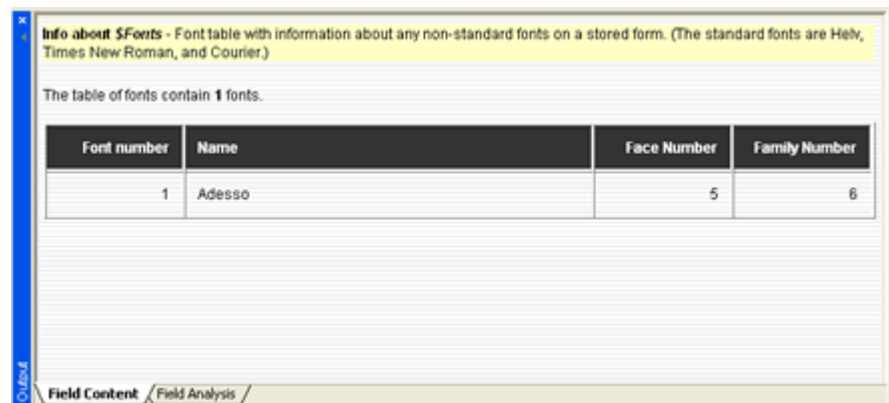 Info about $Fonts - Font table with information about any non-standard fonts on a stored form. (The standard fonts are Helv,
Times New Roman, and Courier.)
The table of fonts contain 1 fonts.
Font number Name Face Number Family Number
1 Adesso 5 6
Output
Field Content Field Analysis